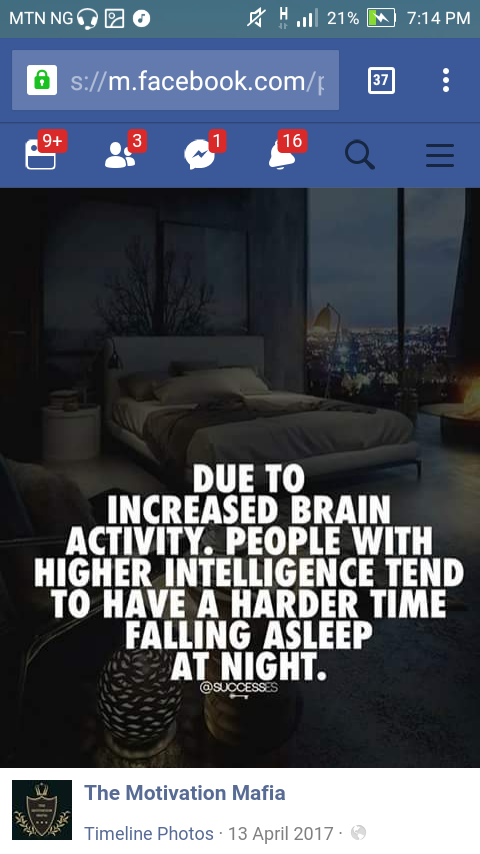 MTN NG H 21% 7:14 PM
s://m.facebook.com/p 37
9+ 3 1 16
DUE TO
INCREASED BRAIN
ACTIVITY. PEOPLE WITH
HIGHER INTELLIGENCE TEND
TO HAVE A HARDER TIME
FALLING ASLEEP
AT NIGHT.
@SUCCESSES
The Motivation Mafia
Timeline Photos · 13 April 2017 ·